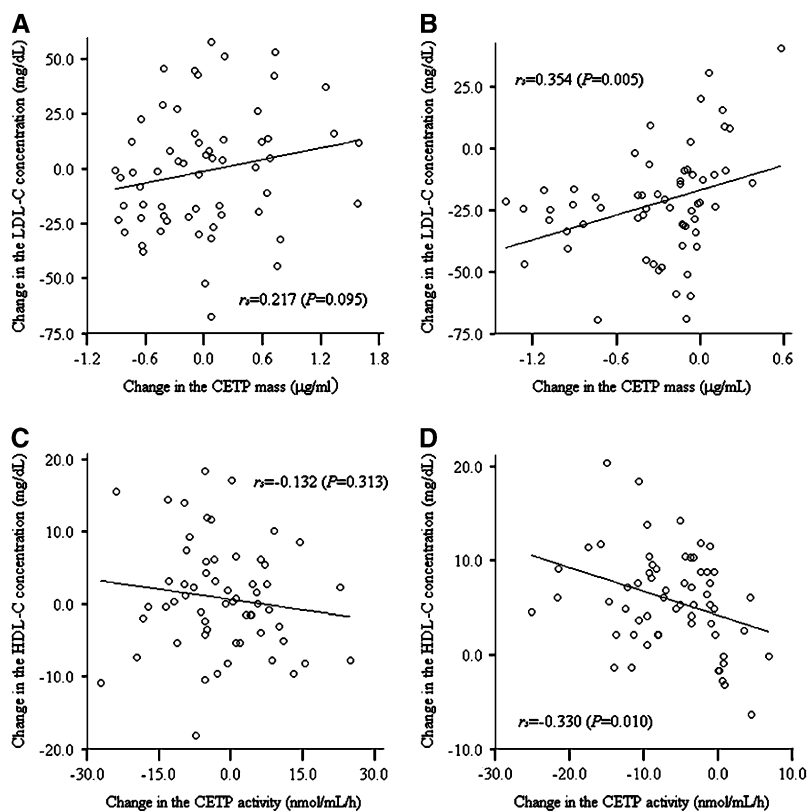 A
Change in the LDL-C concentration (mg/dL)
50.0
25.0
0.0
-25.0
-50.0
-75.0
rs=0.217 (P=0.095)
-1.2 -0.6 0.0 0.6 1.2 1.8
Change in the CETP mass (µg/ml)
B
Change in the LDL-C concentration (mg/dL)
rs=0.354 (P=0.005)
25.0
0.0
-25.0
-50.0
-75.0
-1.2 -0.6 0.0 0.6
Change in the CETP mass (µg/mL)
C
Change in the HDL-C concentration (mg/dL)
20.0
rs=-0.132 (P=0.313)
10.0
0.0
-10.0
-20.0
-30.0 -15.0 0.0 15.0 30.0
Change in the CETP activity (nmol/mL/h)
D
Change in the HDL-C concentration (mg/dL)
20.0
10.0
0.0
rs=-0.330 (P=0.010)
-10.0
-30.0 -20.0 -10.0 0.0 10.0
Change in the CETP activity (nmol/mL/h)